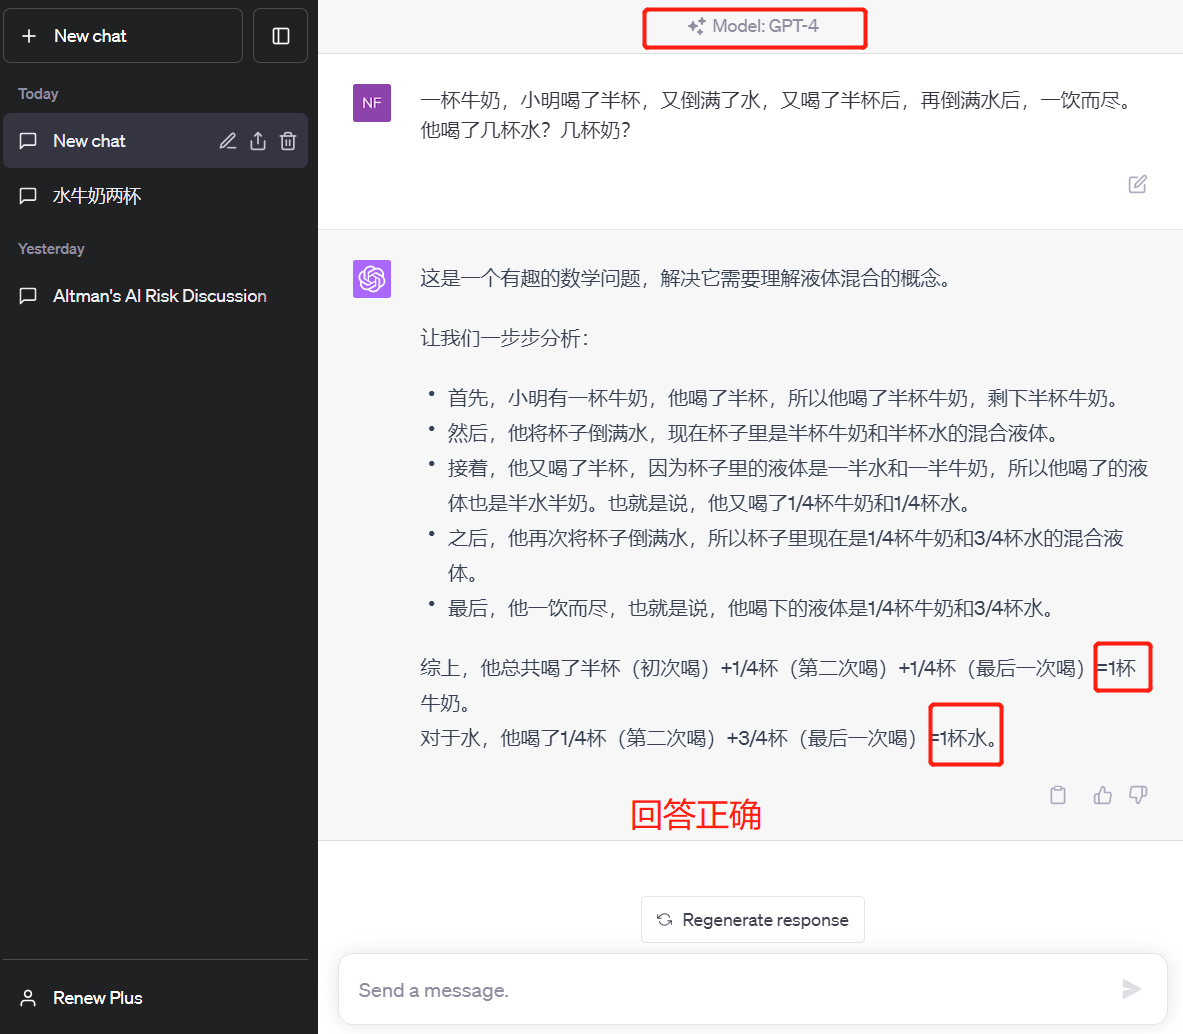 New chat
Today
New chat
水牛奶两杯
Yesterday
Altman's AI Risk Discussion
Renew Plus
Model: GPT-4
NF
一杯牛奶，小明喝了半杯，又倒满了水，又喝了半杯后，再倒满水后，一饮而尽。
他喝了几杯水？几杯奶？
这是一个有趣的数学问题，解决它需要理解液体混合的概念。
让我们一步步分析：
• 首先，小明有一杯牛奶，他喝了半杯，所以他喝了半杯牛奶，剩下半杯牛奶。
• 然后，他将杯子倒满水，现在杯子里是半杯牛奶和半杯水的混合液体。
• 接着，他又喝了半杯，因为杯子里的液体是一半水和一半牛奶，所以他喝了的液
体也是半水半奶。也就是说，他又喝了1/4杯牛奶和1/4杯水。
• 之后，他再次将杯子倒满水，所以杯子里现在是1/4杯牛奶和3/4杯水的混合液
体。
• 最后，他一饮而尽，也就是说，他喝下的液体是1/4杯牛奶和3/4杯水。
综上，他总共喝了半杯（初次喝）+1/4杯（第二次喝）+1/4杯（最后一次喝）=1杯
牛奶。
对于水，他喝了1/4杯（第二次喝）+3/4杯（最后一次喝）=1杯水。
回答正确
Regenerate response
Send a message.